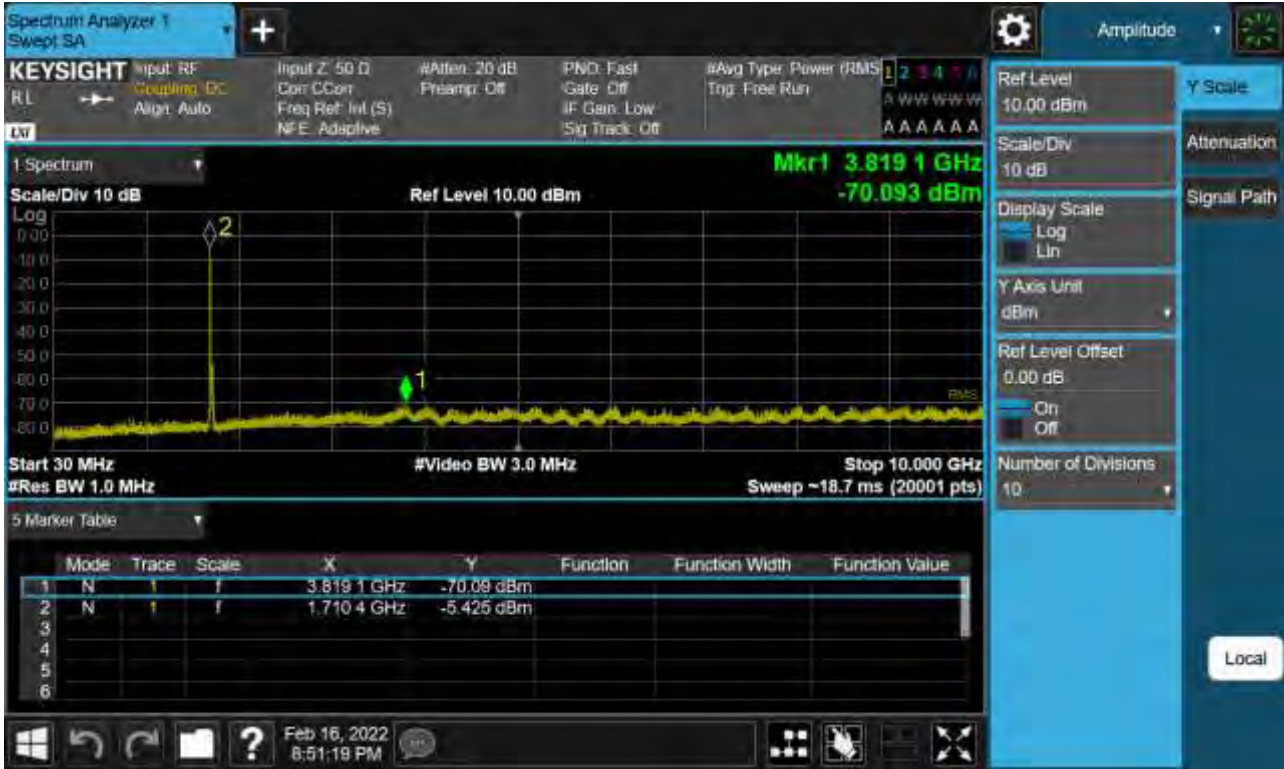 Spectrum Analyzer 1
Swept SA
+
Amplitude
KEYSIGHT
RL
LXI
Input: RF
Coupling: DC
Align: Auto
Input Z: 50 Ω
Corr CCorr
Freq Ref: Int (S)
NFE: Adaptive
#Atten: 20 dB
Preamp: Off
PNO: Fast
Gate: Off
IF Gain: Low
Sig Track: Off
#Avg Type: Power (RMS
Trig: Free Run
1 2 3 4 5 6
A W W W W W
A A A A A A
1 Spectrum
Mkr1 3.819 1 GHz
Scale/Div 10 dB
Ref Level 10.00 dBm
-70.093 dBm
Log
0.00
-10.0
-20.0
-30.0
-40.0
-50.0
-60.0
-70.0
-80.0
2
1
RMS
Start 30 MHz
#Video BW 3.0 MHz
Stop 10.000 GHz
#Res BW 1.0 MHz
Sweep ~18.7 ms (20001 pts)
5 Marker Table
Mode Trace Scale X Y Function Function Width Function Value
1 N 1 f 3.819 1 GHz -70.09 dBm
2 N 1 f 1.710 4 GHz -5.425 dBm
3
4
5
6
Ref Level
10.00 dBm
Scale/Div
10 dB
Display Scale
Log
Lin
Y Axis Unit
dBm
Ref Level Offset
0.00 dB
On
Off
Number of Divisions
10
Y Scale
Attenuation
Signal Path
Local
?
Feb 16, 2022
8:51:19 PM